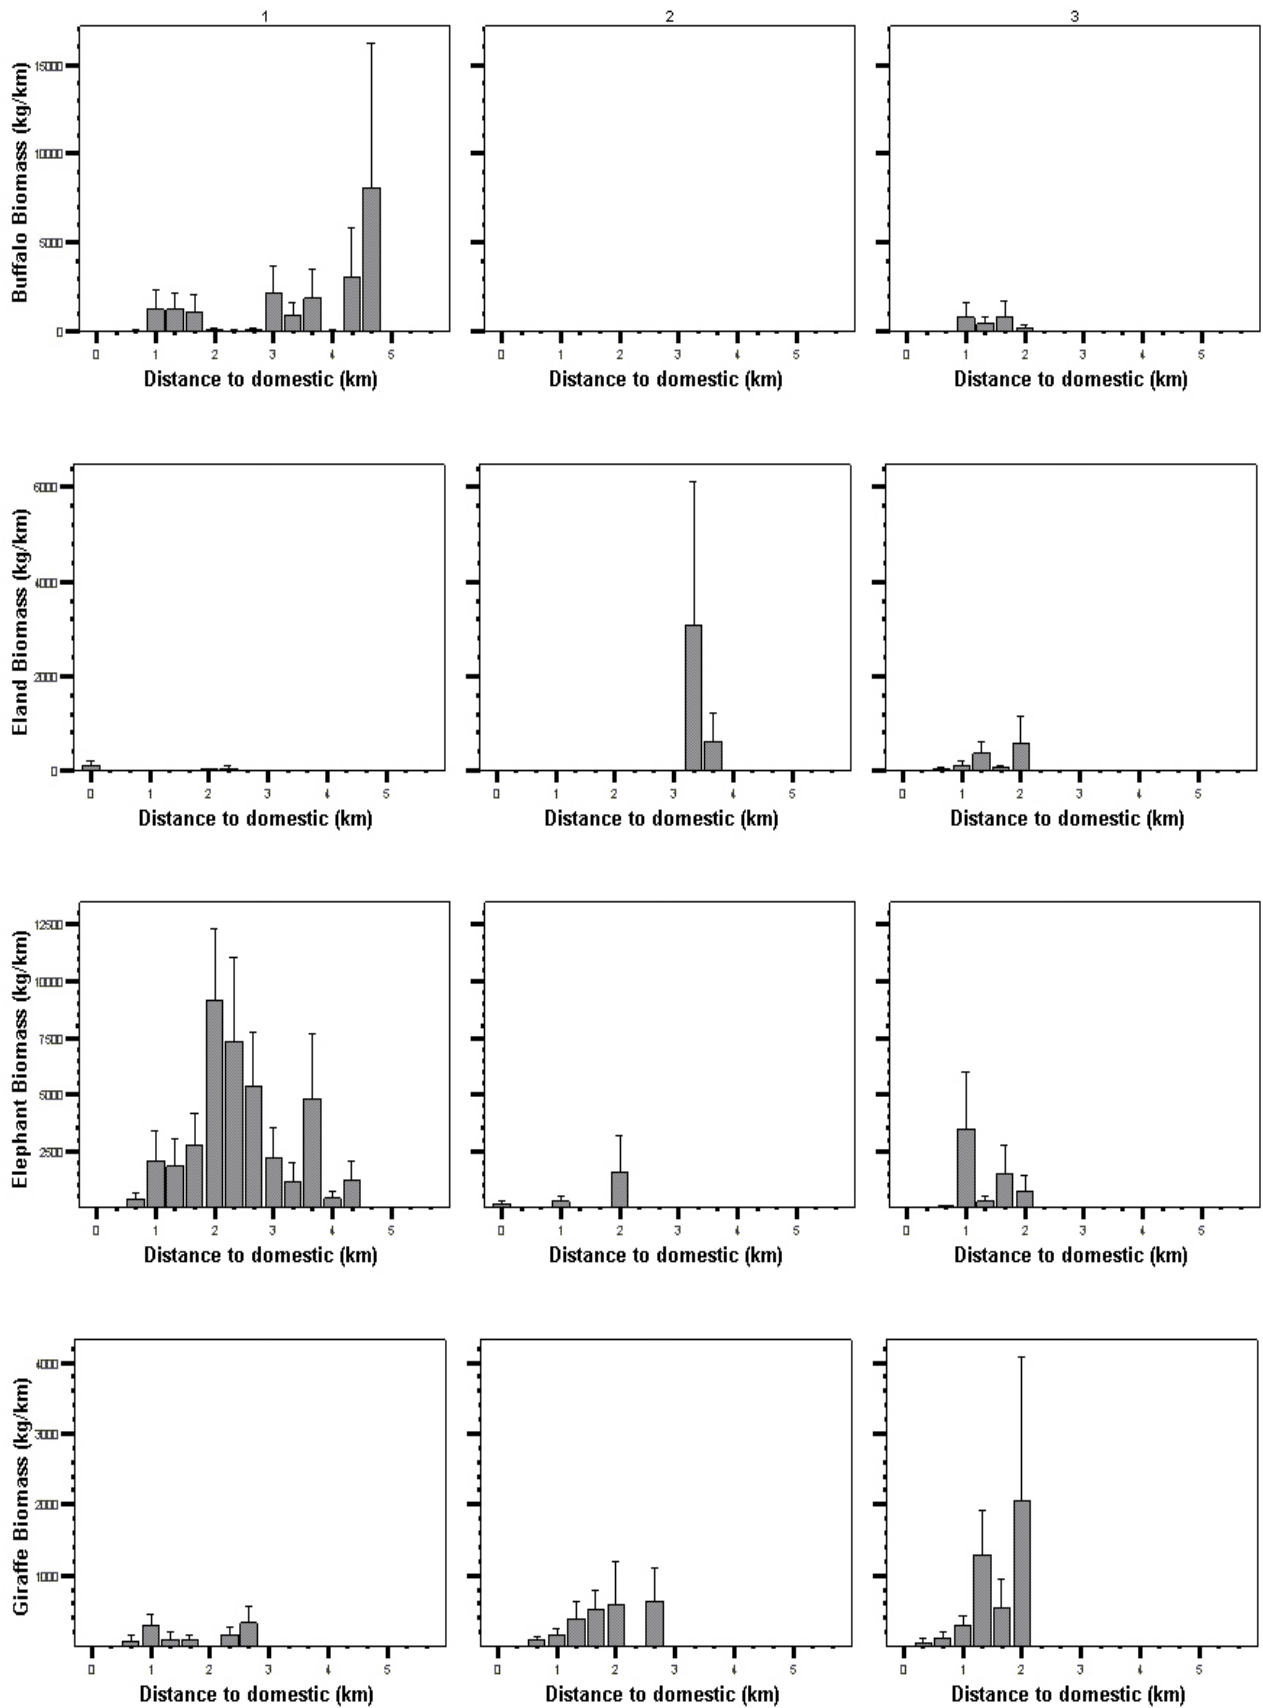 1 2 3
Buffalo Biomass (kg/km)
15000
10000
5000
0
0 1 2 3 4 5
Distance to domestic (km)
0 1 2 3 4 5
Distance to domestic (km)
0 1 2 3 4 5
Distance to domestic (km)
Eland Biomass (kg/km)
6000
4000
2000
0
0 1 2 3 4 5
Distance to domestic (km)
0 1 2 3 4 5
Distance to domestic (km)
0 1 2 3 4 5
Distance to domestic (km)
Elephant Biomass (kg/km)
12500
10000
7500
5000
2500
0 1 2 3 4 5
Distance to domestic (km)
0 1 2 3 4 5
Distance to domestic (km)
0 1 2 3 4 5
Distance to domestic (km)
Giraffe Biomass (kg/km)
4000
3000
2000
1000
0 1 2 3 4 5
Distance to domestic (km)
0 1 2 3 4 5
Distance to domestic (km)
0 1 2 3 4 5
Distance to domestic (km)